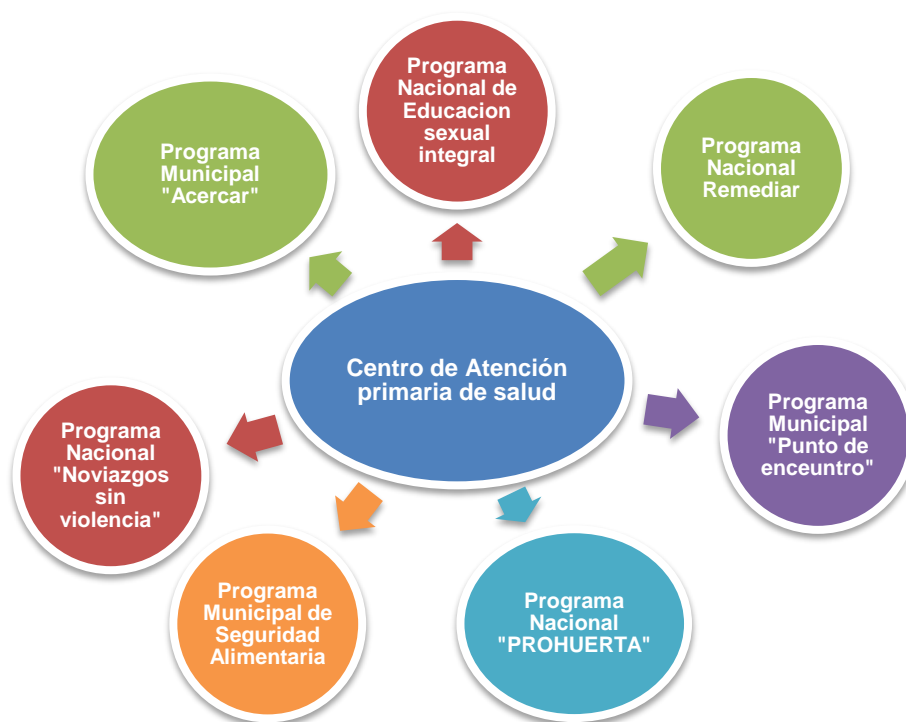 Programa
Nacional de
Educacion
sexual
integral
Programa
Municipal
"Acercar"
Programa
Nacional
Remediar
Centro de Atención
primaria de salud
Programa
Municipal
"Punto de
enceuntro"
Programa
Nacional
"Noviazgos
sin
violencia"
Programa
Municipal de
Seguridad
Alimentaria
Programa
Nacional
"PROHUERTA"